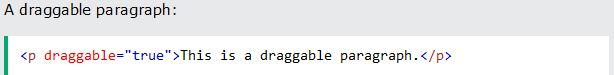 A draggable paragraph:
<p draggable="true">This is a draggable paragraph.</p>